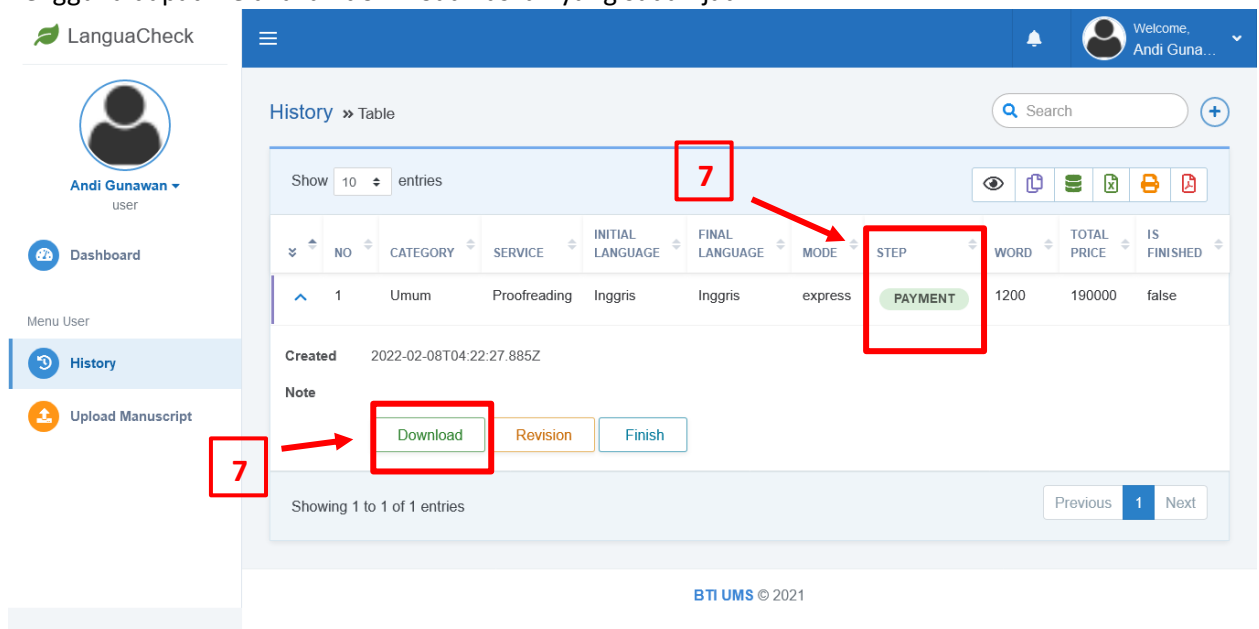 LanguaCheck
Welcome,
Andi Guna...
Andi Gunawan
user
Dashboard
Menu User
History
Upload Manuscript
History » Table
Search
Show 10 entries
7
NO CATEGORY SERVICE INITIAL LANGUAGE FINAL LANGUAGE MODE STEP WORD TOTAL PRICE IS FINISHED
1 Umum Proofreading Inggris Inggris express PAYMENT 1200 190000 false
Created 2022-02-08T04:22:27.885Z
Note
Download Revision Finish
7
Showing 1 to 1 of 1 entries
Previous 1 Next
BTI UMS © 2021